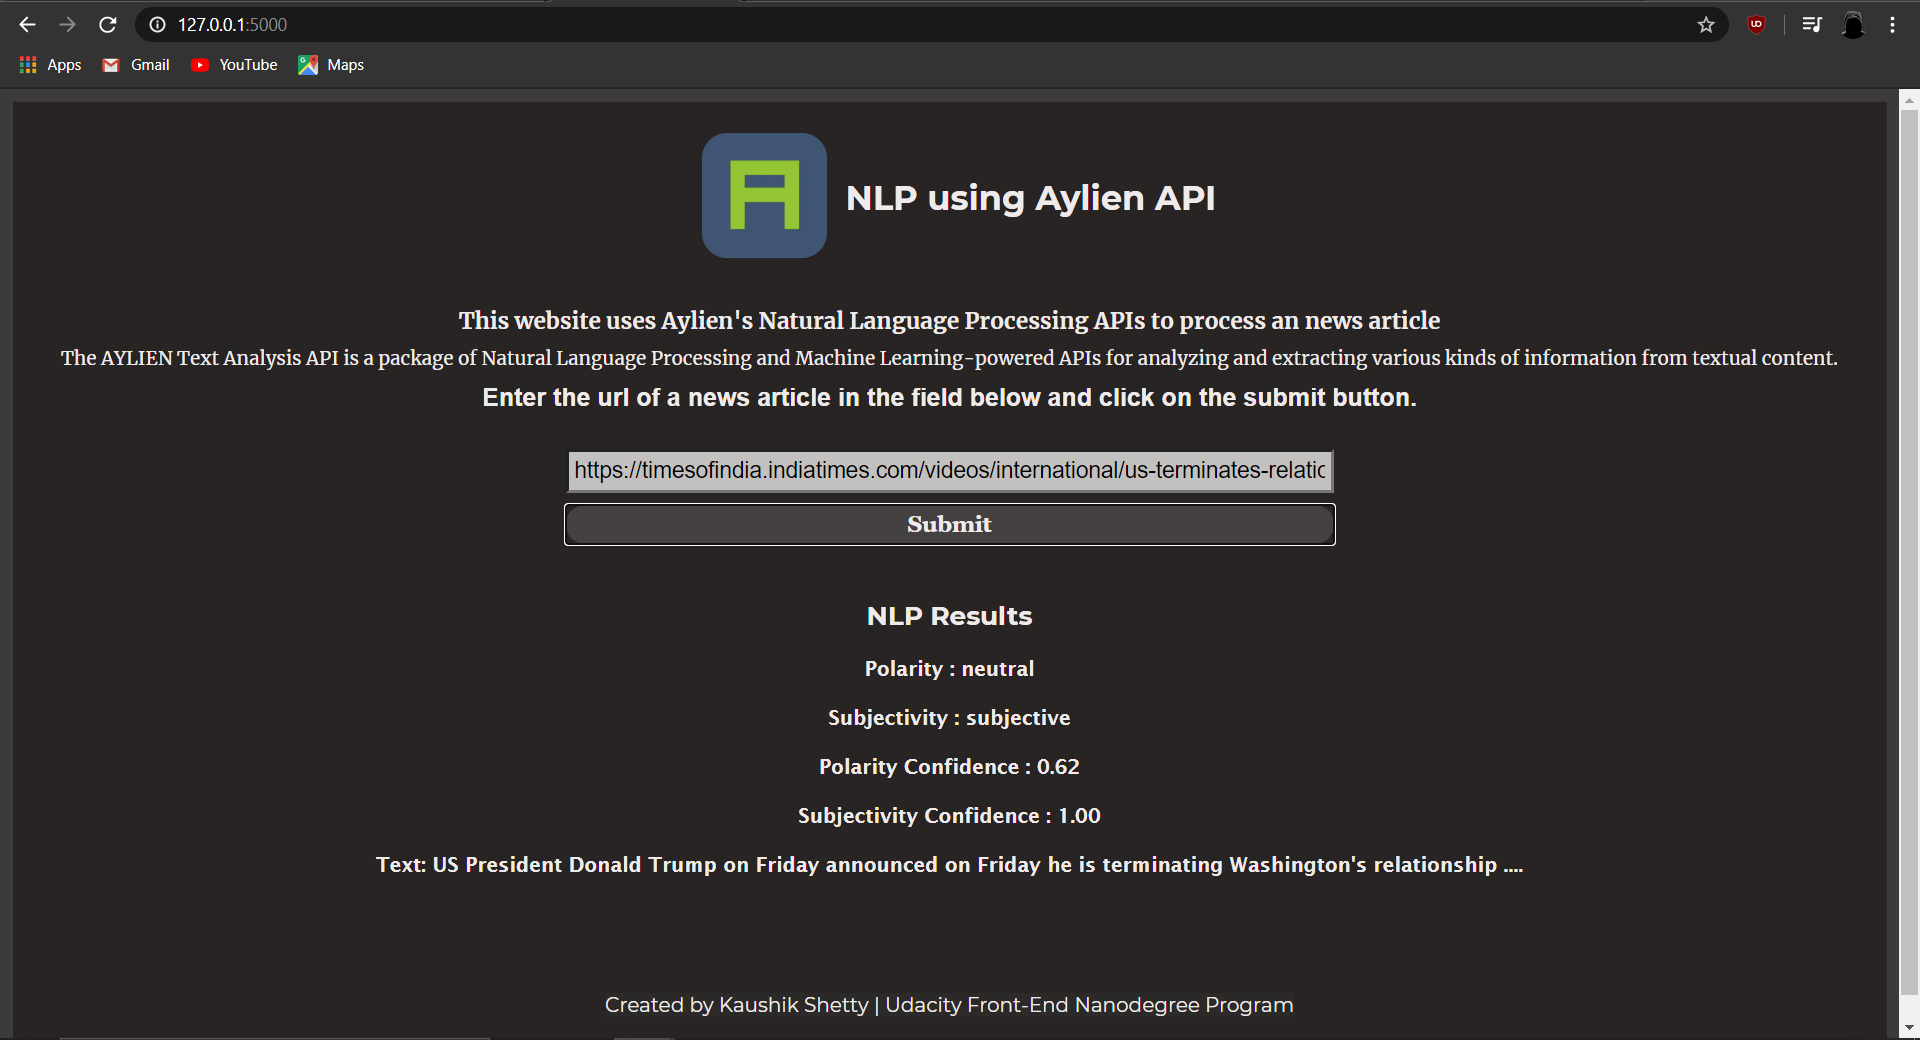 127.0.0.1:5000
Apps Gmail YouTube Maps
NLP using Aylien API
This website uses Aylien's Natural Language Processing APIs to process an news article
The AYLIEN Text Analysis API is a package of Natural Language Processing and Machine Learning-powered APIs for analyzing and extracting various kinds of information from textual content.
Enter the url of a news article in the field below and click on the submit button.
https://timesofindia.indiatimes.com/videos/international/us-terminates-relatic
Submit
NLP Results
Polarity : neutral
Subjectivity : subjective
Polarity Confidence : 0.62
Subjectivity Confidence : 1.00
Text: US President Donald Trump on Friday announced on Friday he is terminating Washington's relationship ....
Created by Kaushik Shetty | Udacity Front-End Nanodegree Program